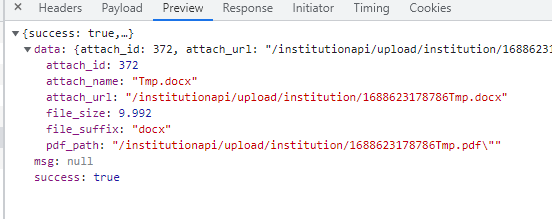 Headers Payload Preview Response Initiator Timing Cookies
{success: true,…}
data: {attach_id: 372, attach_url: "/institutionapi/upload/institution/16886231
attach_id: 372
attach_name: "Tmp.docx"
attach_url: "/institutionapi/upload/institution/1688623178786Tmp.docx"
file_size: 9.992
file_suffix: "docx"
pdf_path: "/institutionapi/upload/institution/1688623178786Tmp.pdf\""
msg: null
success: true